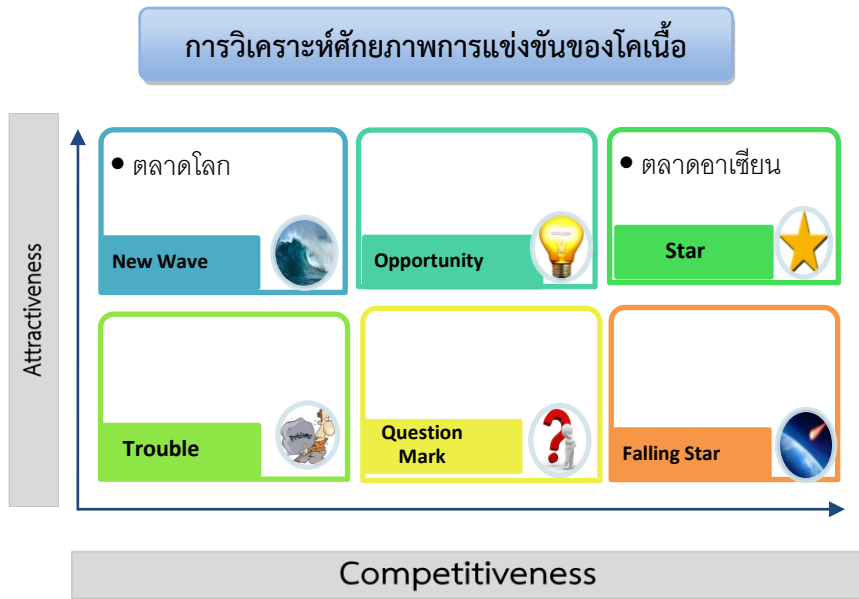 การวิเคราะห์ศักยภาพการแข่งขันของโคเนื้อ
Attractiveness
• ตลาดโลก
New Wave
Opportunity
• ตลาดอาเซียน
Star
Trouble
Problems
Question
Mark
Falling Star
Competitiveness